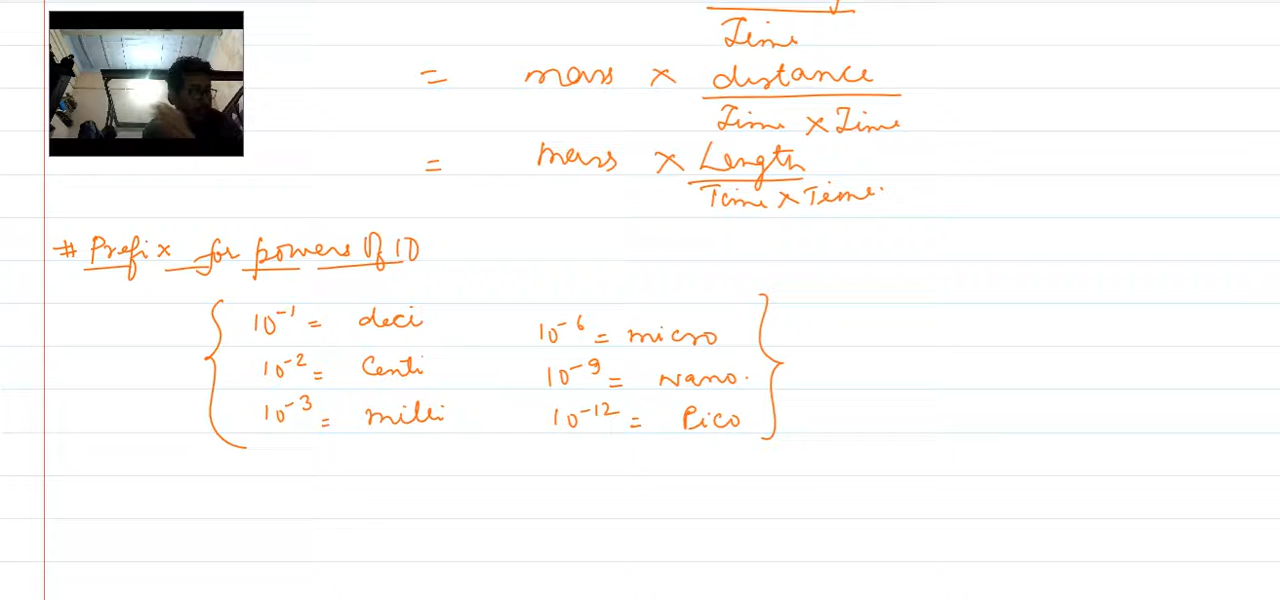 Time
= mass × distance
Time × Time
= mass × Length
Time × Time.
# Prefix for powers Of 10
10⁻¹ = deci
10⁻² = Centi
10⁻³ = milli
10⁻⁶ = micro
10⁻⁹ = Nano.
10⁻¹² = Pico